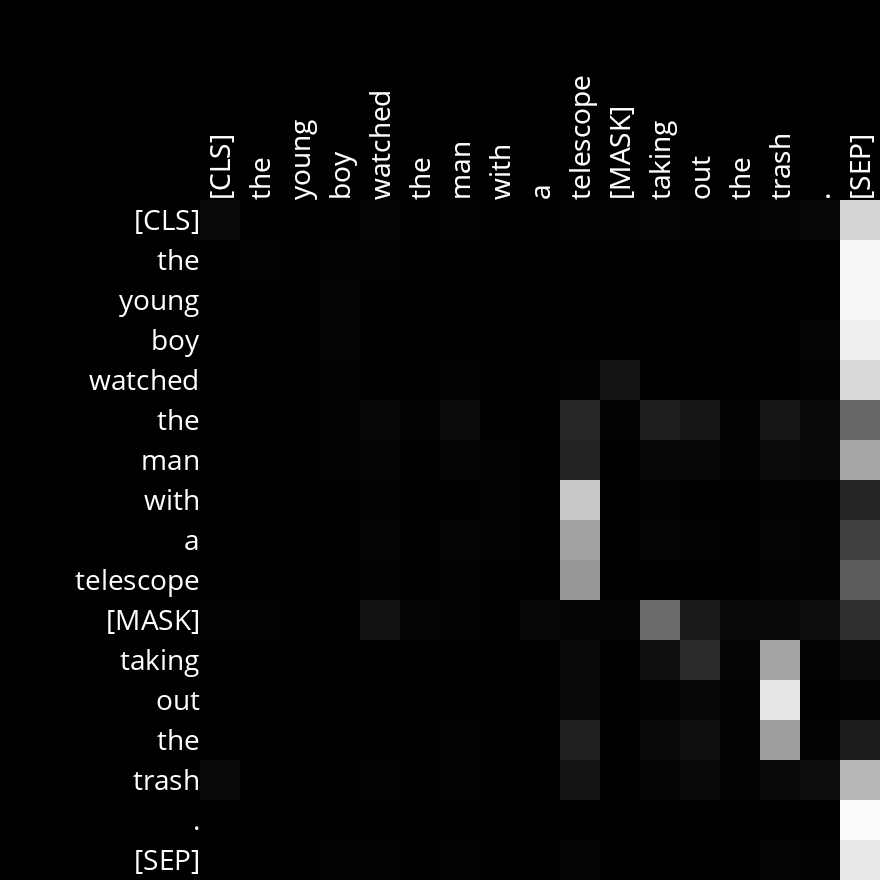 [CLS]
the
young
boy
watched
the
man
with
a
telescope
[MASK]
taking
out
the
trash
.
[SEP]
[CLS]
the
young
boy
watched
the
man
with
a
telescope
[MASK]
taking
out
the
trash
.
[SEP]